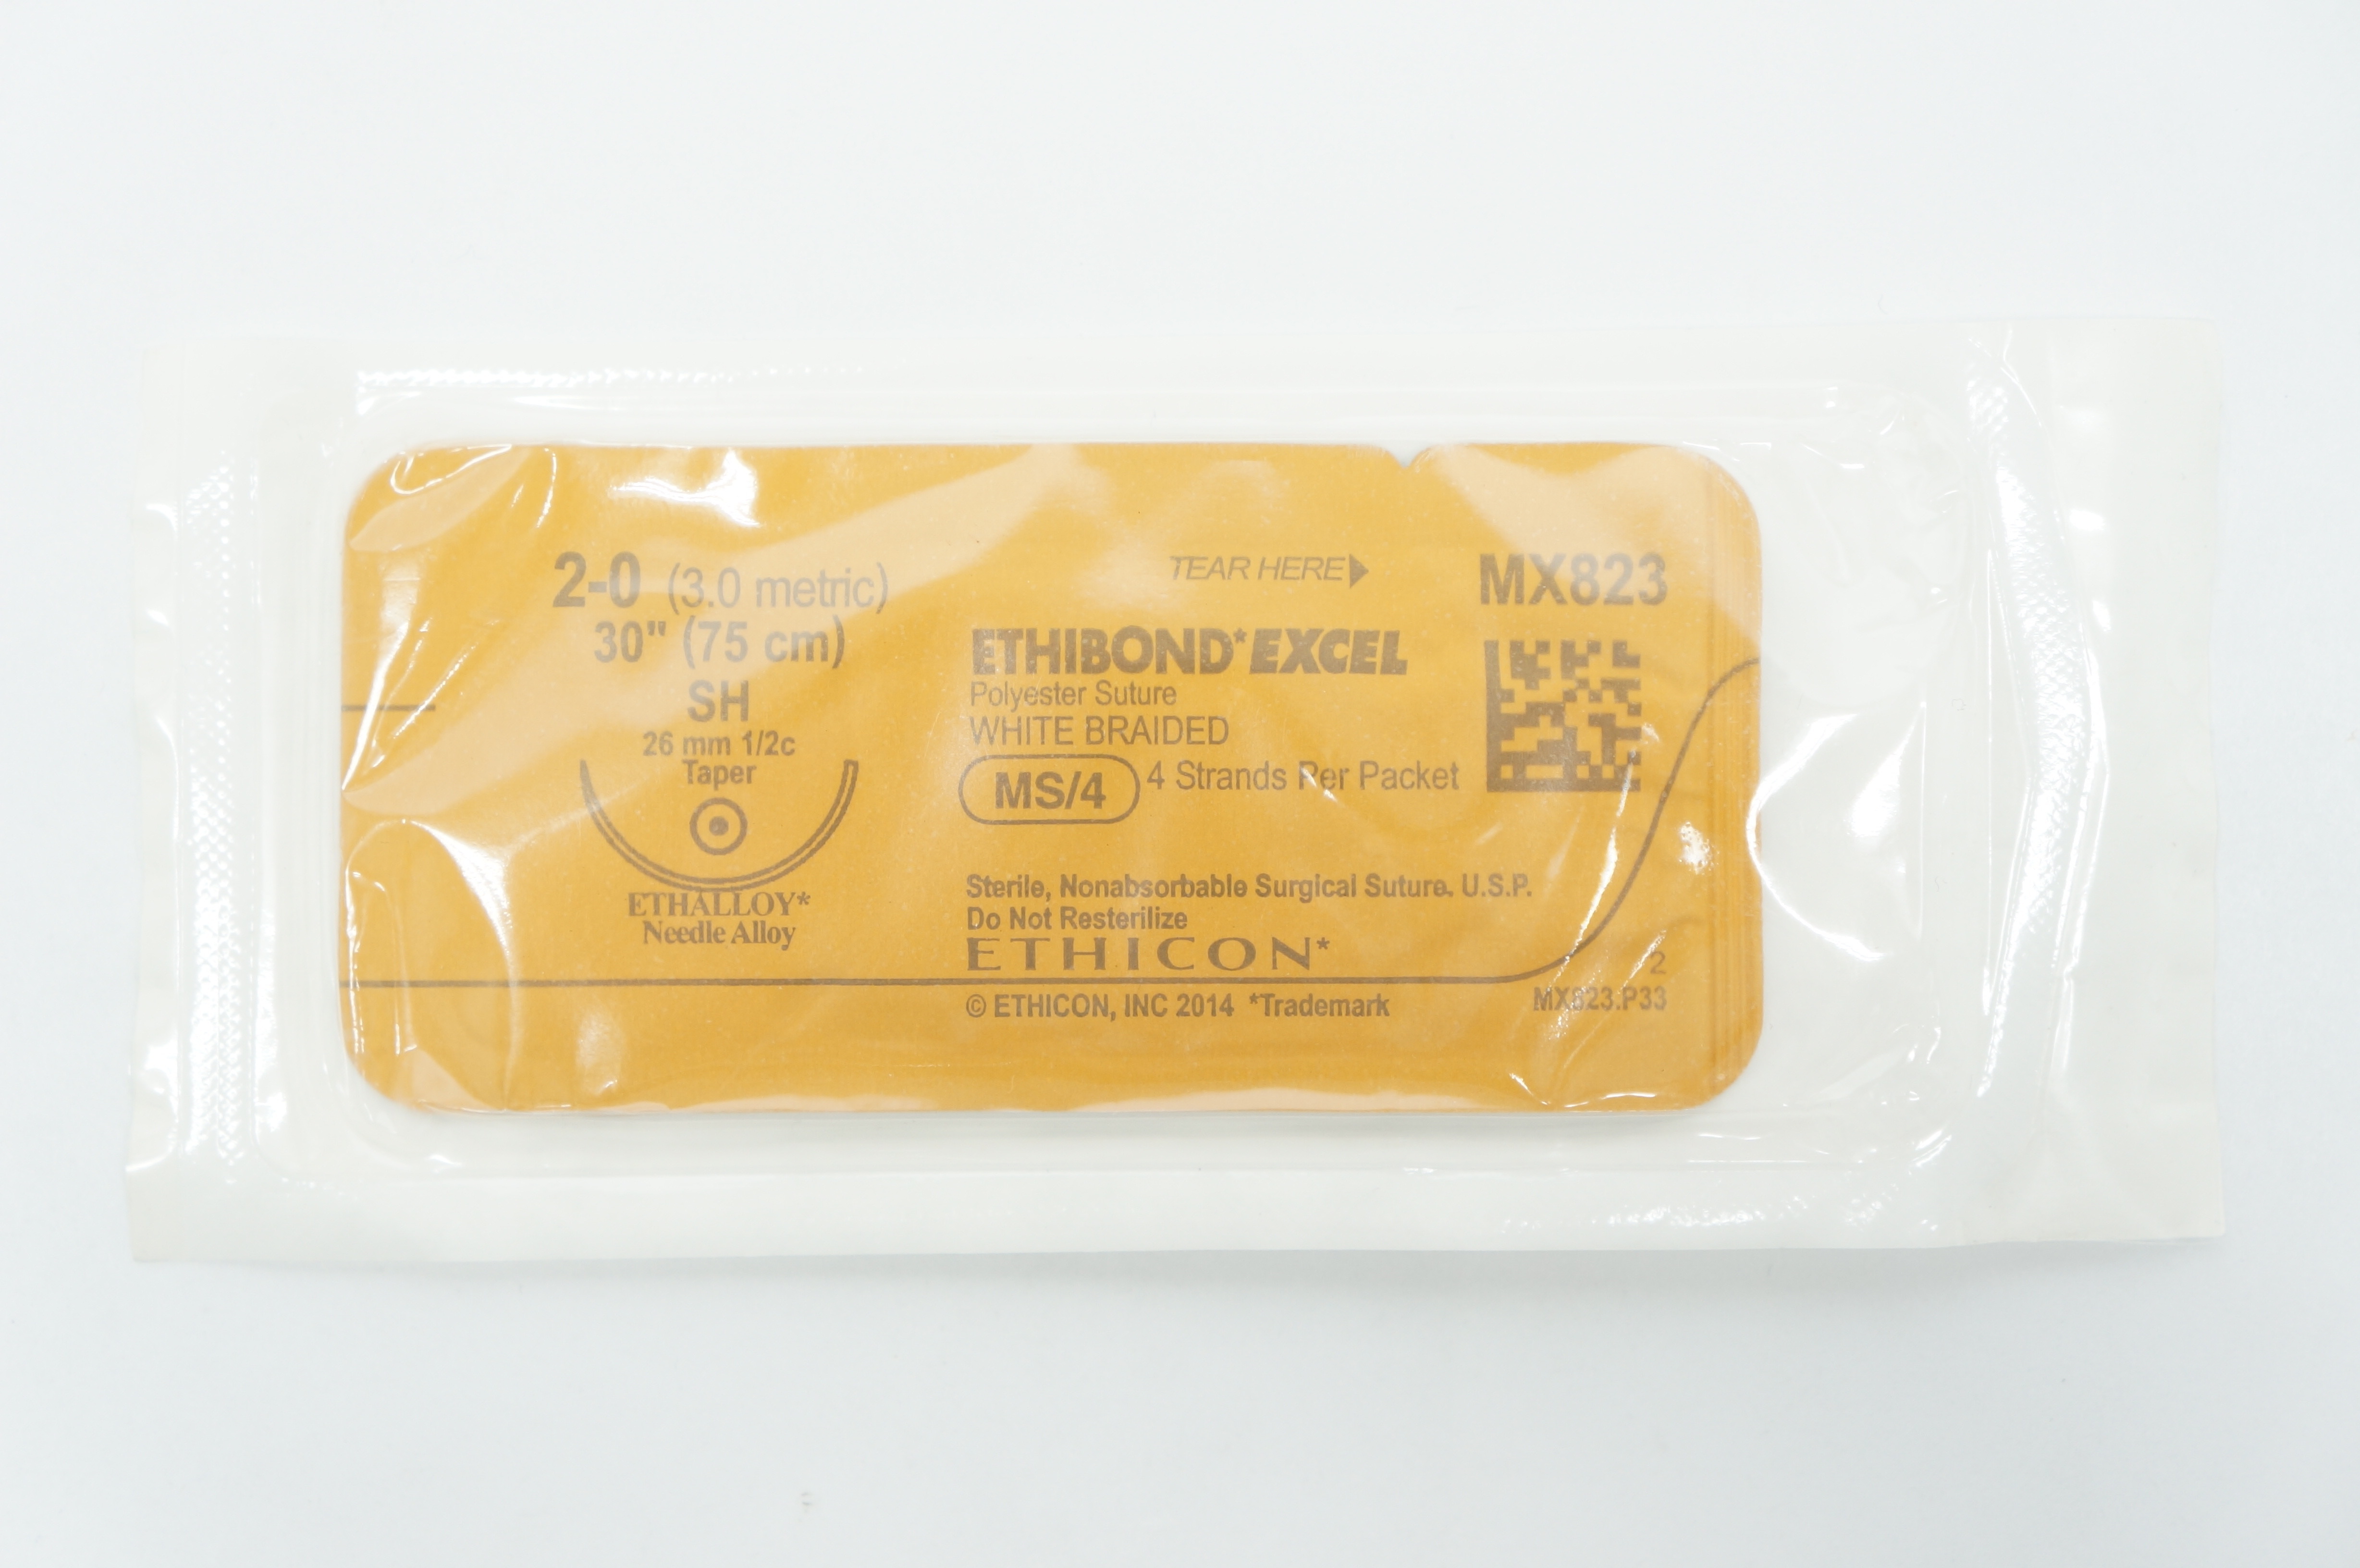 2-0 (3.0 metric)
30" (75 cm)
SH
26 mm 1/2c
Taper
ETHALLOY*
Needle Alloy
TEAR HERE
ETHIBOND*EXCEL
Polyester Suture
WHITE BRAIDED
MS/4 4 Strands Per Packet
Sterile, Nonabsorbable Surgical Suture. U.S.P.
Do Not Resterilize
ETHICON*
© ETHICON, INC 2014 *Trademark
MX823
2
MX823.P33